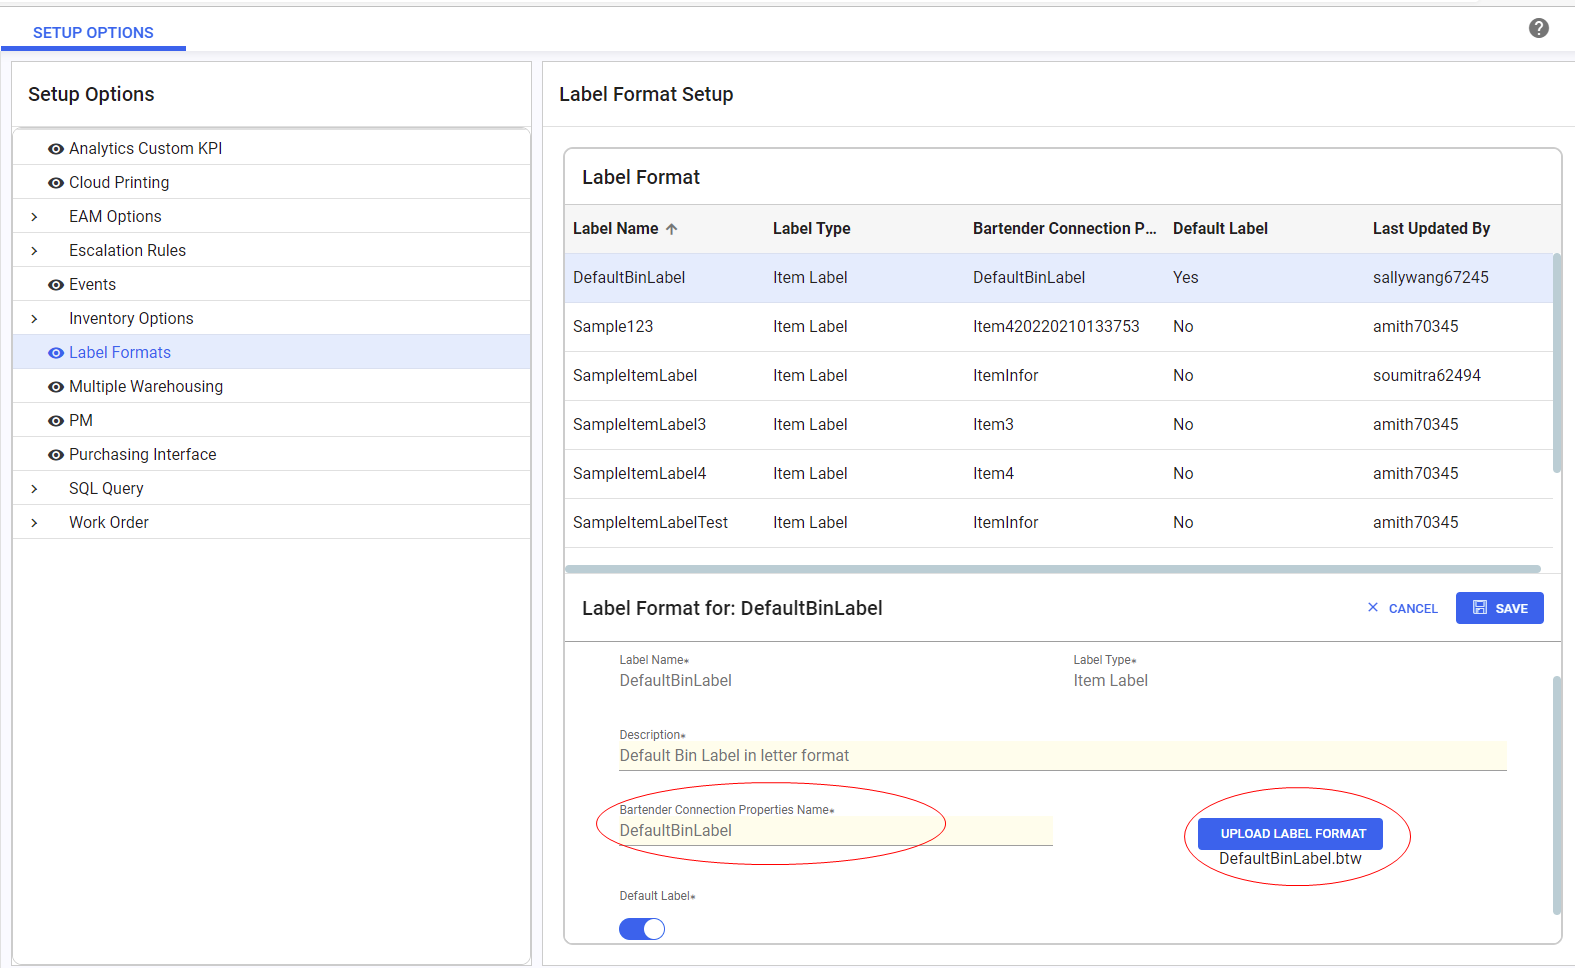 SETUP OPTIONS
?
Setup Options
Analytics Custom KPI
Cloud Printing
EAM Options
Escalation Rules
Events
Inventory Options
Label Formats
Multiple Warehousing
PM
Purchasing Interface
SQL Query
Work Order
Label Format Setup
Label Format
Label Name Label Type Bartender Connection P... Default Label Last Updated By
DefaultBinLabel Item Label DefaultBinLabel Yes sallywang67245
Sample123 Item Label Item420220210133753 No amith70345
SampleItemLabel Item Label ItemInfor No soumitra62494
SampleItemLabel3 Item Label Item3 No amith70345
SampleItemLabel4 Item Label Item4 No amith70345
SampleItemLabelTest Item Label ItemInfor No amith70345
Label Format for: DefaultBinLabel CANCEL SAVE
Label Name* Label Type*
DefaultBinLabel Item Label
Description*
Default Bin Label in letter format
Bartender Connection Properties Name*
DefaultBinLabel
UPLOAD LABEL FORMAT
DefaultBinLabel.btw
Default Label*